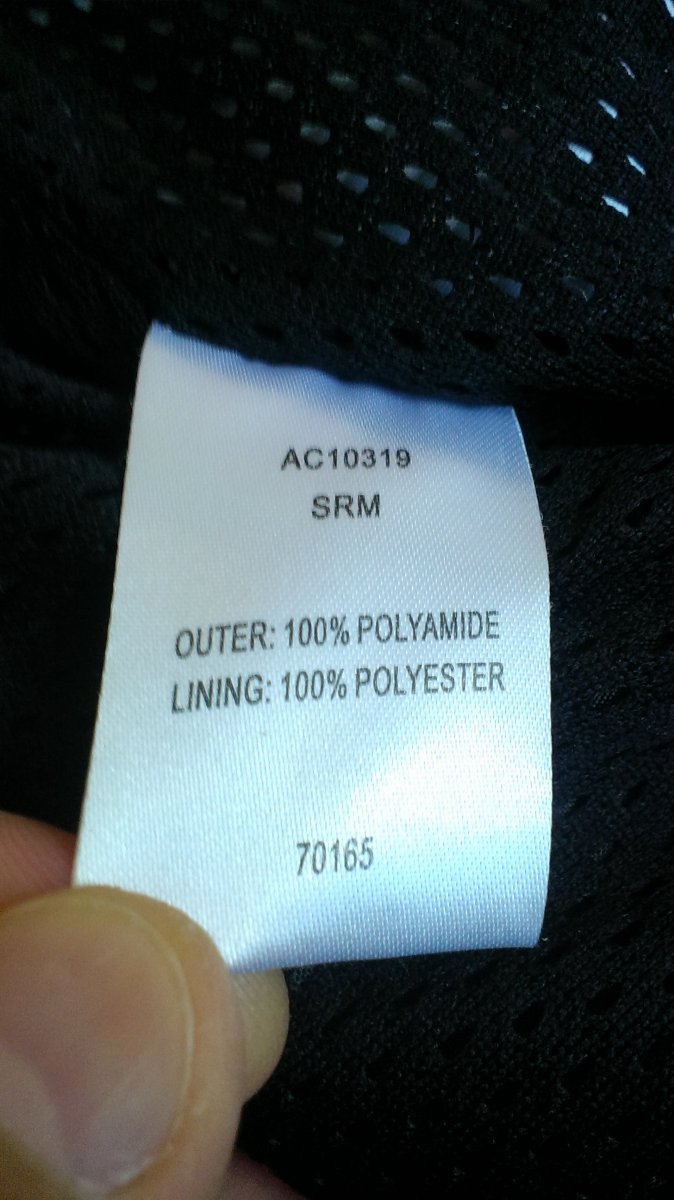 AC10319
SRM
OUTER: 100% POLYAMIDE
LINING: 100% POLYESTER
70165